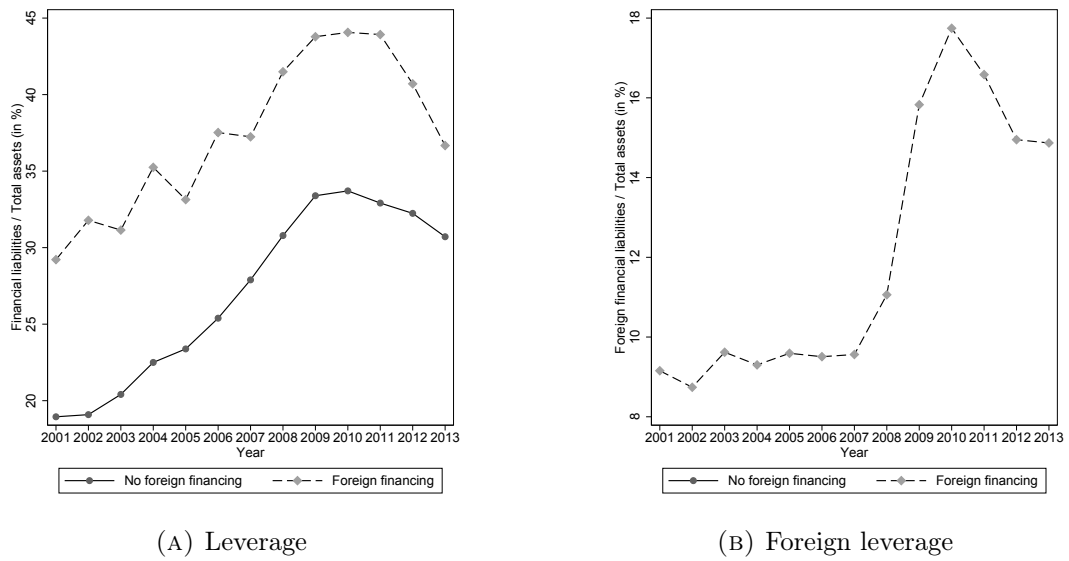 Financial liabilities / Total assets (in %)
45
40
35
30
25
20
2001 2002 2003 2004 2005 2006 2007 2008 2009 2010 2011 2012 2013
Year
No foreign financing
Foreign financing
(A) Leverage
Foreign financial liabilities / Total assets (in %)
18
16
14
12
10
8
2001 2002 2003 2004 2005 2006 2007 2008 2009 2010 2011 2012 2013
Year
No foreign financing
Foreign financing
(B) Foreign leverage